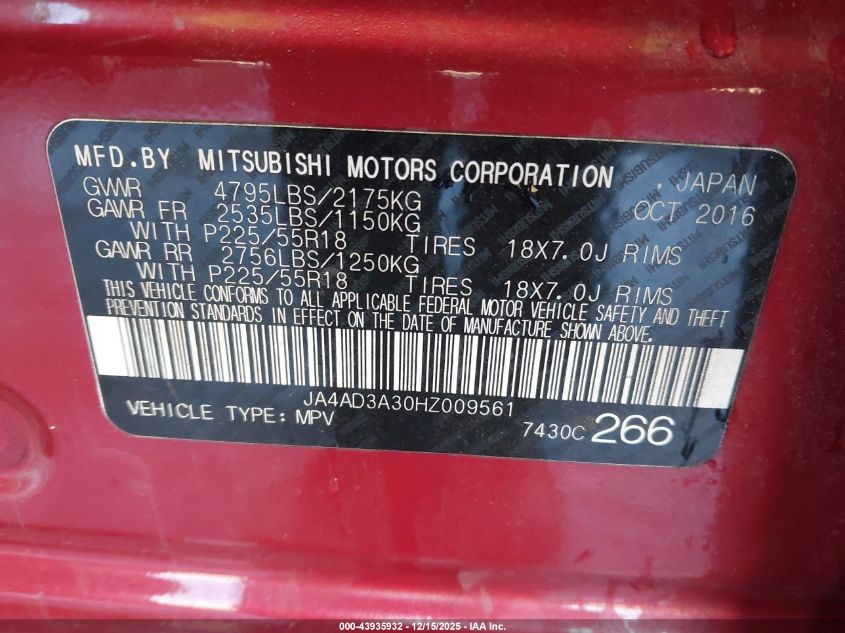 MFD.BY MITSUBISHI MOTORS CORPORATION , JAPAN
GVWR 4795LBS/2175KG OCT 2016
GAWR FR 2535LBS/1150KG
WITH P225/55R18 TIRES 18X7.0J RIMS
GAWR RR 2756LBS/1250KG
WITH P225/55R18 TIRES 18X7.0J RIMS
THIS VEHICLE CONFORMS TO ALL APPLICABLE FEDERAL MOTOR VEHICLE SAFETY AND THEFT
PREVENTION STANDARDS IN EFFECT ON THE DATE OF MANUFACTURE SHOWN ABOVE.
JA4AD3A30HZ009561
VEHICLE TYPE: MPV 7430C 266
000-43935932 - 12/15/2025 - IAA Inc.